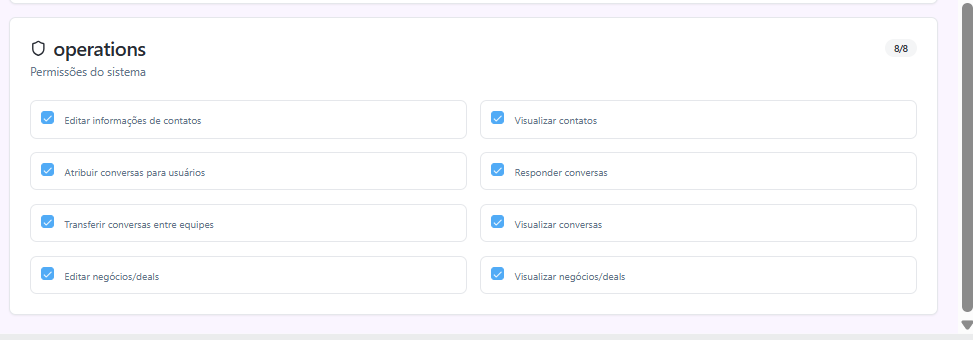 operations
8/8
Permissões do sistema
Editar informações de contatos
Visualizar contatos
Atribuir conversas para usuários
Responder conversas
Transferir conversas entre equipes
Visualizar conversas
Editar negócios/deals
Visualizar negócios/deals